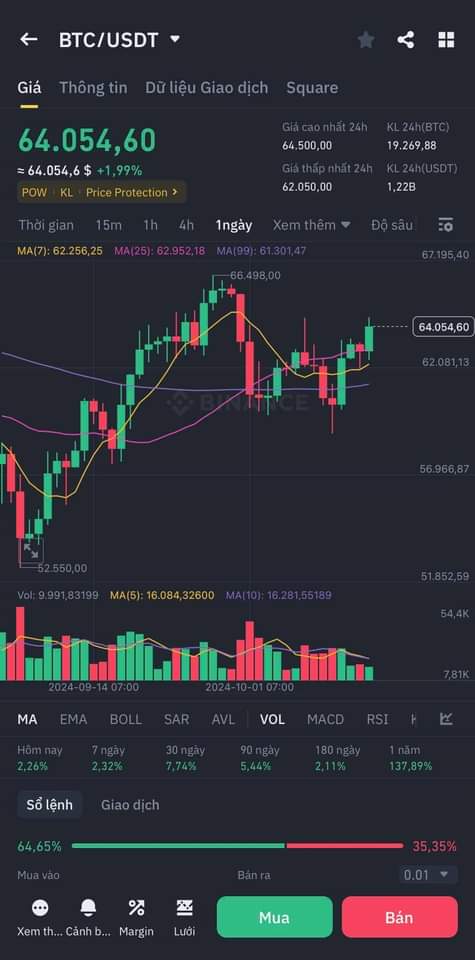 BTC/USDT
Giá Thông tin Dữ liệu Giao dịch Square
64.054,60
≈ 64.054,6 $ +1,99%
POW · KL · Price Protection
Giá cao nhất 24h KL 24h(BTC)
64.500,00 19.269,88
Giá thấp nhất 24h KL 24h(USDT)
62.050,00 1,22B
Thời gian 15m 1h 4h 1ngày Xem thêm Độ sâu
MA(7): 62.256,25 MA(25): 62.952,18 MA(99): 61.301,47
67.195,40
66.498,00
64.054,60
62.081,13
BINANCE
56.966,87
52.550,00
51.852,59
Vol: 9.991,83199 MA(5): 16.084,32600 MA(10): 16.281,55189
54,4K
7,81K
2024-09-14 07:00 2024-10-01 07:00
MA EMA BOLL SAR AVL VOL MACD RSI
Hôm nay 7 ngày 30 ngày 90 ngày 180 ngày 1 năm
2,26% 2,32% 7,74% 5,44% 2,11% 137,89%
Sổ lệnh Giao dịch
64,65% 35,35%
Mua vào Bán ra 0.01
Xem th... Cảnh b... Margin Lưới
Mua Bán